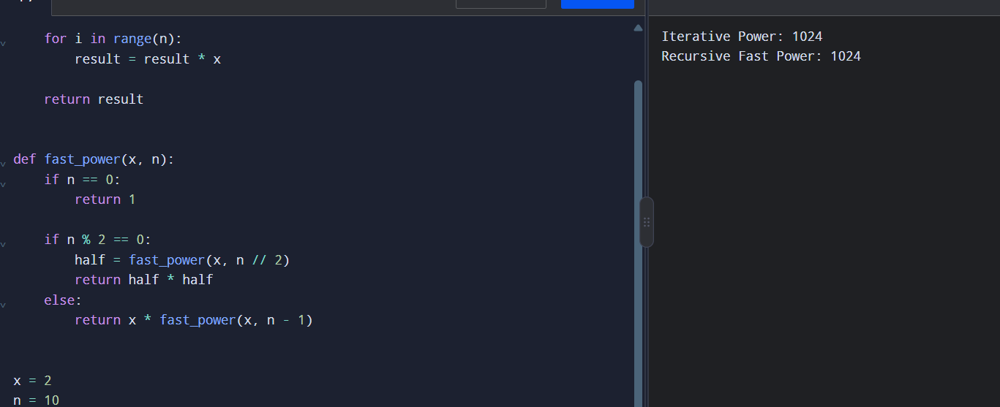 for i in range(n):
result = result * x
return result
def fast_power(x, n):
if n == 0:
return 1
if n % 2 == 0:
half = fast_power(x, n // 2)
return half * half
else:
return x * fast_power(x, n - 1)
x = 2
n = 10
Iterative Power: 1024
Recursive Fast Power: 1024